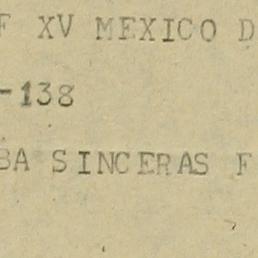 F XV MEXICO D
-138
BA SINCERAS F